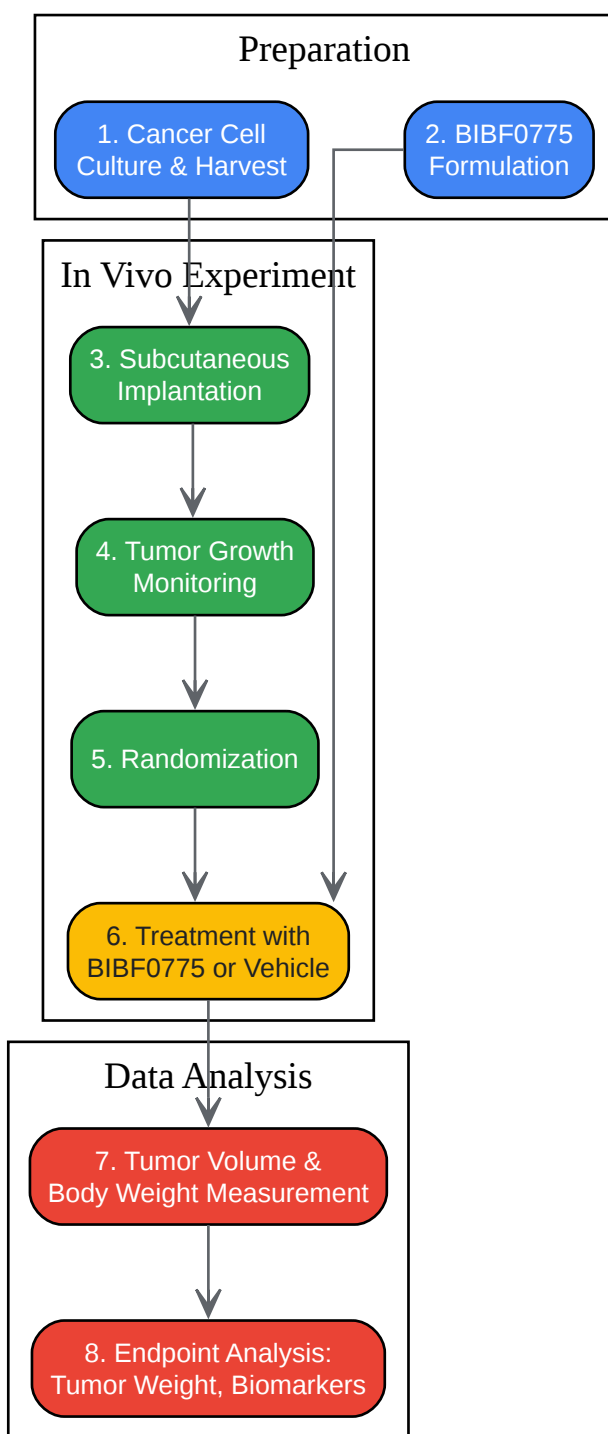 Preparation
1. Cancer Cell
Culture & Harvest
2. BIBF0775
Formulation
In Vivo Experiment
3. Subcutaneous
Implantation
4. Tumor Growth
Monitoring
5. Randomization
6. Treatment with
BIBF0775 or Vehicle
Data Analysis
7. Tumor Volume &
Body Weight Measurement
8. Endpoint Analysis:
Tumor Weight, Biomarkers